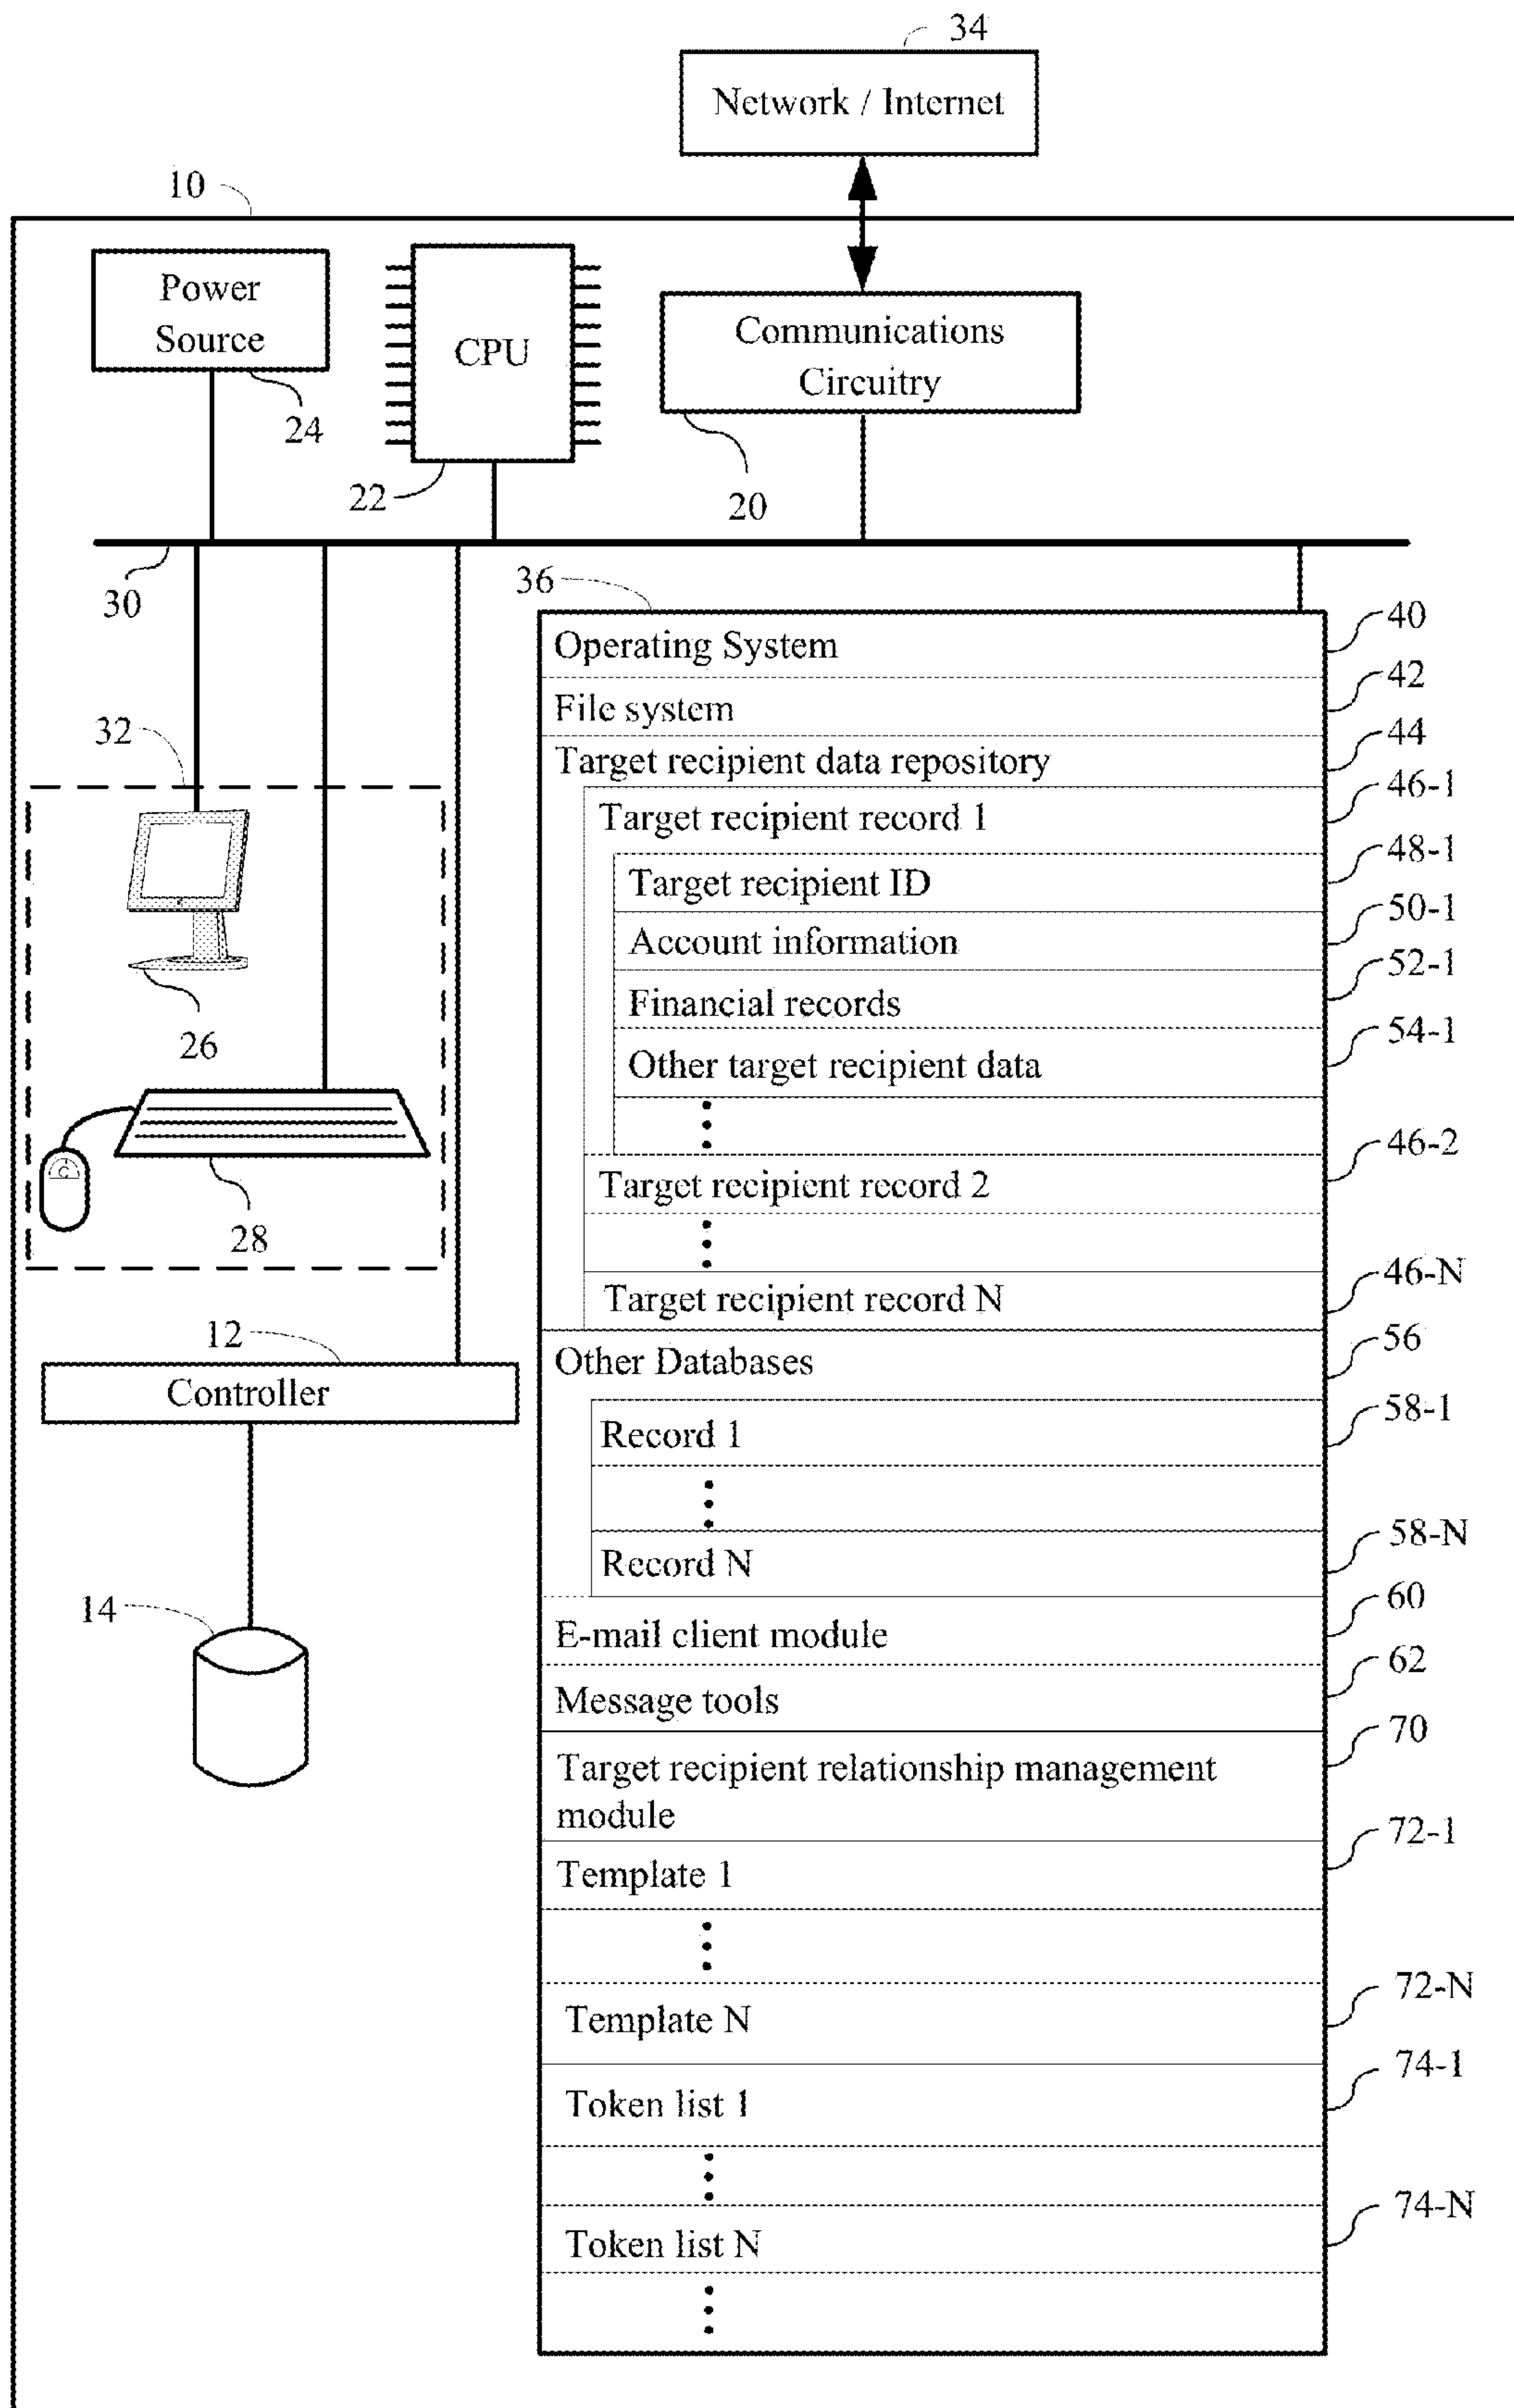 34
Network / Internet
10
Power
Source
24
CPU
22
Communications
Circuitry
20
30
36
Operating System
40
File system
42
Target recipient data repository
44
Target recipient record 1
46-1
Target recipient ID
48-1
Account information
50-1
Financial records
52-1
Other target recipient data
54-1
Target recipient record 2
46-2
Target recipient record N
46-N
32
26
28
12
Controller
14
Other Databases
56
Record 1
58-1
Record N
58-N
E-mail client module
60
Message tools
62
Target recipient relationship management
module
70
Template 1
72-1
Template N
72-N
Token list 1
74-1
Token list N
74-N